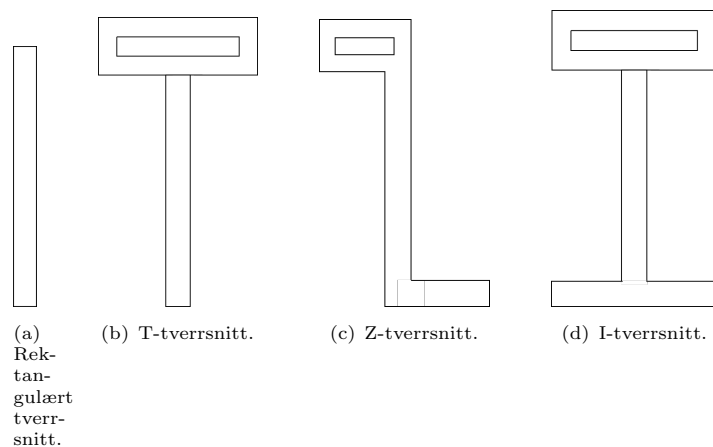 (a)
Rek-
tan-
gulært
tverr-
snitt.
(b) T-tverrsnitt.
(c) Z-tverrsnitt.
(d) I-tverrsnitt.